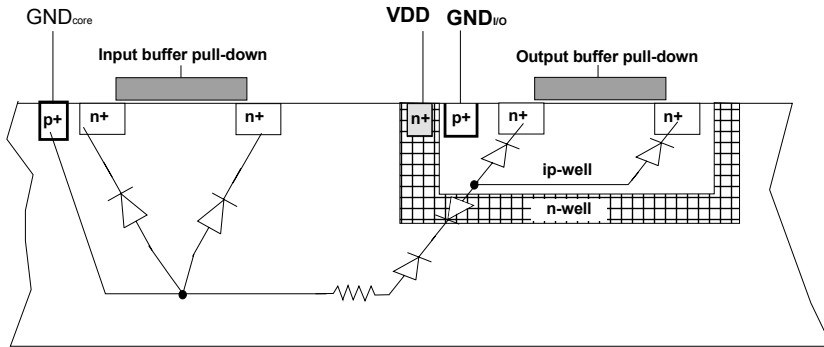 GNDcore
VDD
GNDI/O
Input buffer pull-down
Output buffer pull-down
p+
n+
n+
n+
p+
n+
n+
ip-well
n-well